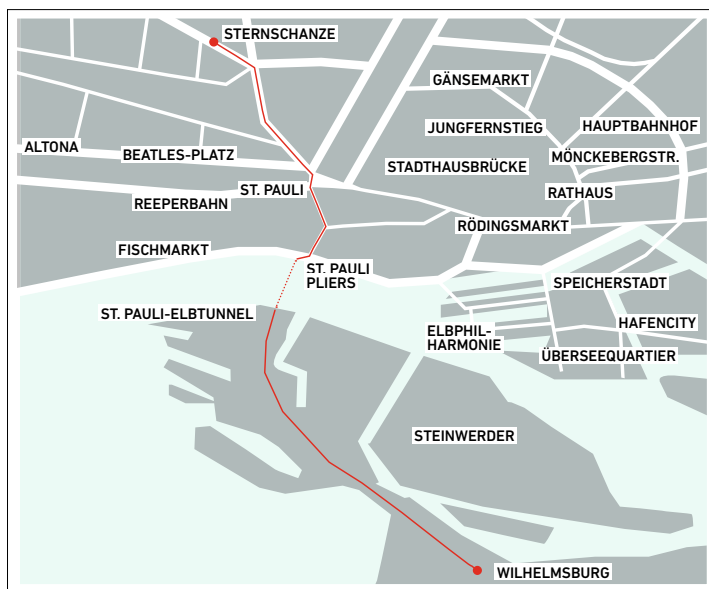 STERNSCHANZE
GÄNSEMARKT
JUNGFERNSTIEG
HAUPTBAHNHOF
ALTONA
BEATLES-PLATZ
MÖNCKEBERGSTR.
STADTHAUSBRÜCKE
ST. PAULI
RATHAUS
REEPERBAHN
RÖDINGSMARKT
FISCHMARKT
ST. PAULI
PLIERS
SPEICHERSTADT
ST. PAULI-ELBTUNNEL
HAFENCITY
ELBPHIL-
HARMONIE
ÜBERSEEQUARTIER
STEINWERDER
WILHELMSBURG